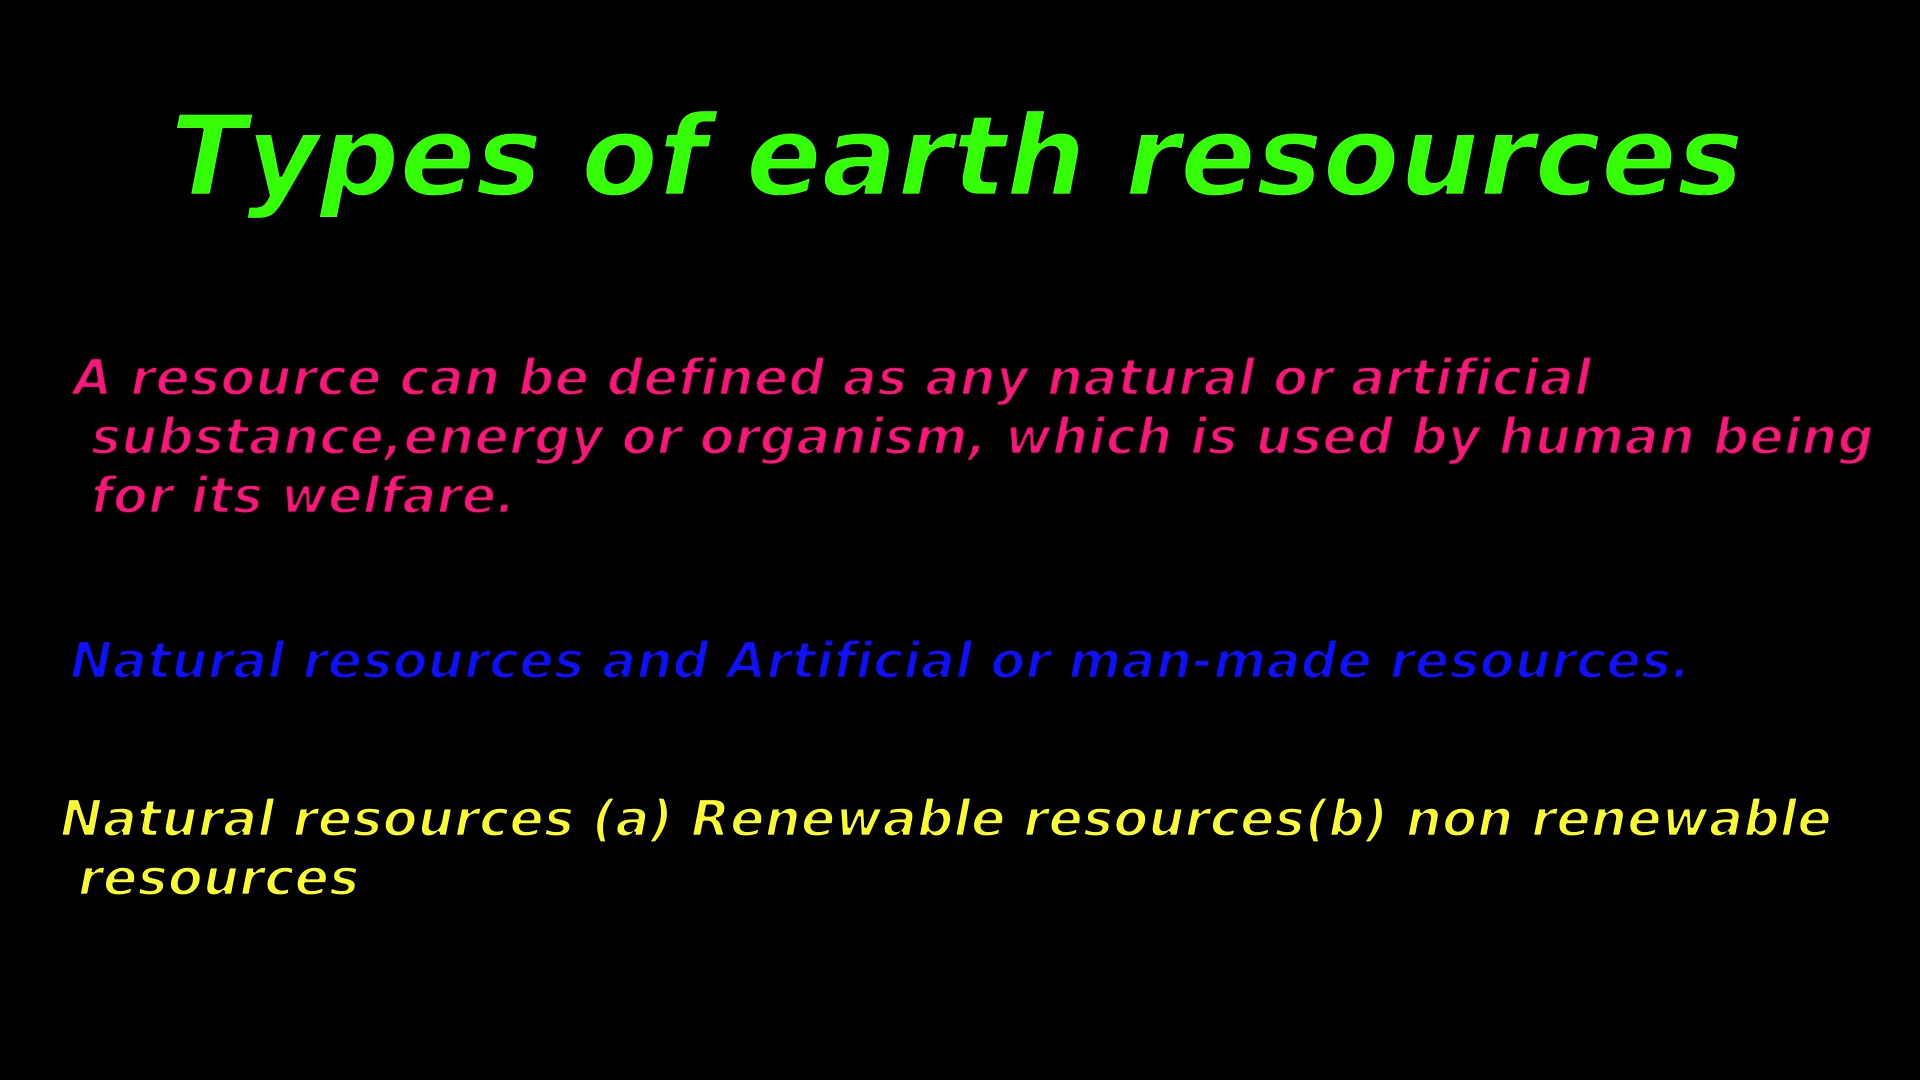 Types of earth resources
A resource can be defined as any natural or artificial
substance,energy or organism, which is used by human being
for its welfare.
Natural resources and Artificial or man-made resources.
Natural resources (a) Renewable resources(b) non renewable
resources